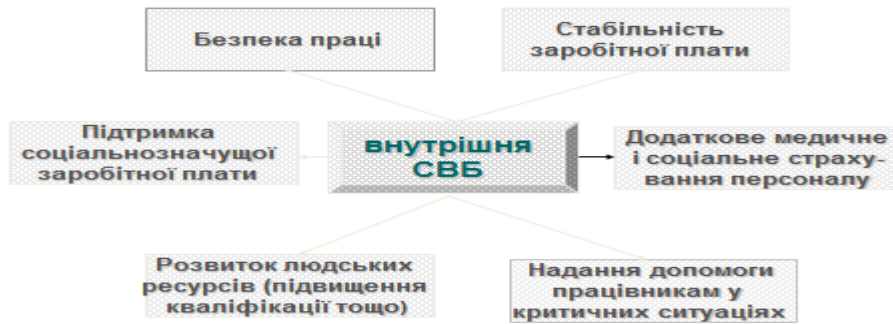 Безпека праці
Стабільність
заробітної плати
Підтримка
соціальнозначущої
заробітної плати
внутрішня
СВБ
Додаткове медичне
і соціальне страху-
вання персоналу
Розвиток людських
ресурсів (підвищення
кваліфікації тощо)
Надання допомоги
працівникам у
критичних ситуаціях